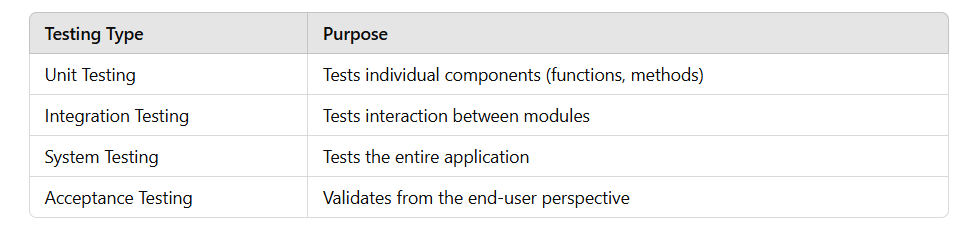 Testing Type Purpose
Unit Testing Tests individual components (functions, methods)
Integration Testing Tests interaction between modules
System Testing Tests the entire application
Acceptance Testing Validates from the end-user perspective